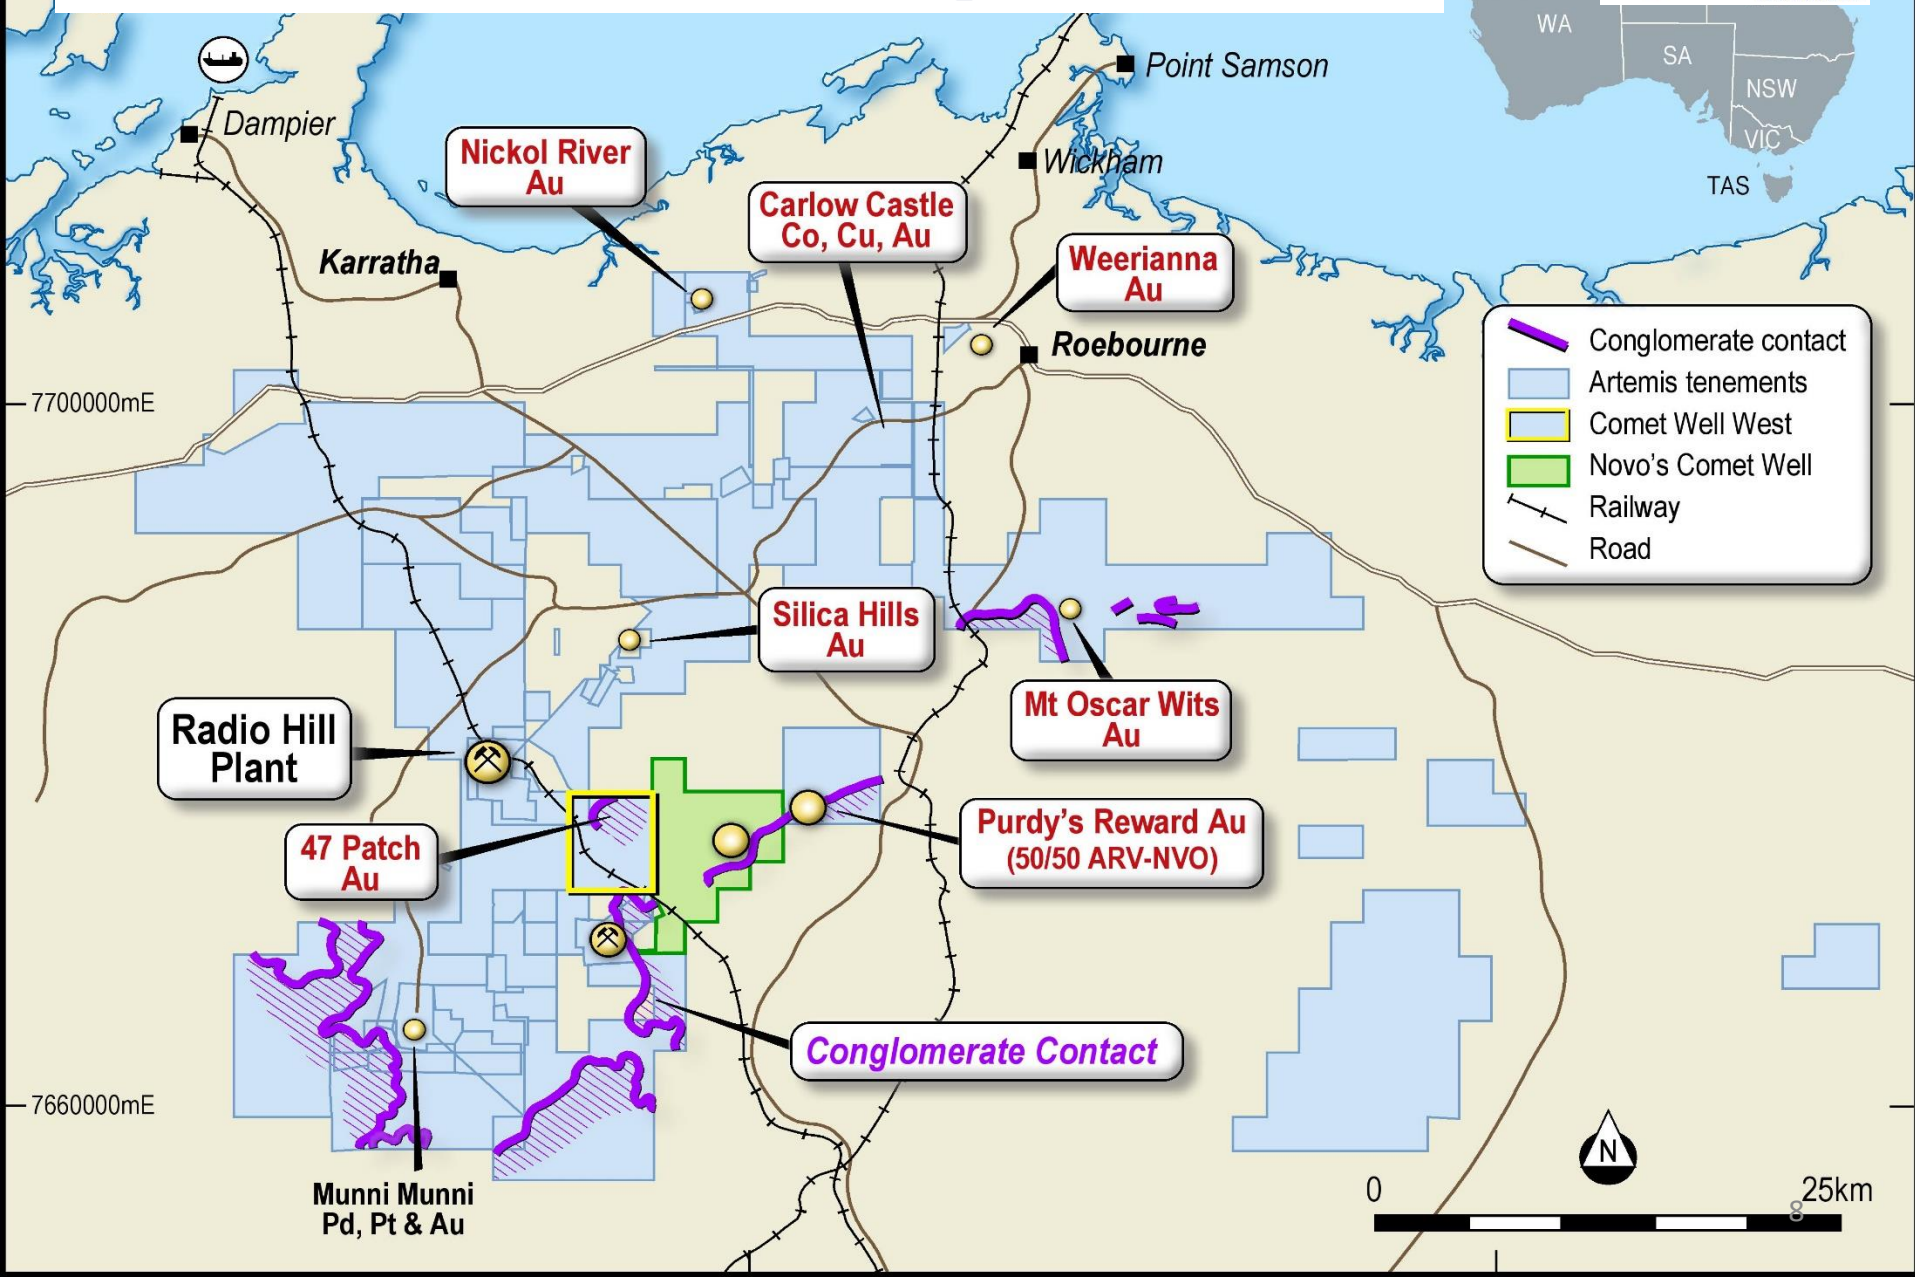 WA
SA
NSW
VIC
TAS
Point Samson
Dampier
Wickham
Nickol River
Au
Carlow Castle
Co, Cu, Au
Weerianna
Au
Karratha
Roebourne
Conglomerate contact
Artemis tenements
Comet Well West
Novo's Comet Well
Railway
Road
7700000mE
Silica Hills
Au
Mt Oscar Wits
Au
Radio Hill
Plant
47 Patch
Au
Purdy's Reward Au
(50/50 ARV-NVO)
Conglomerate Contact
7660000mE
Munni Munni
Pd, Pt & Au
N
0
25km
8